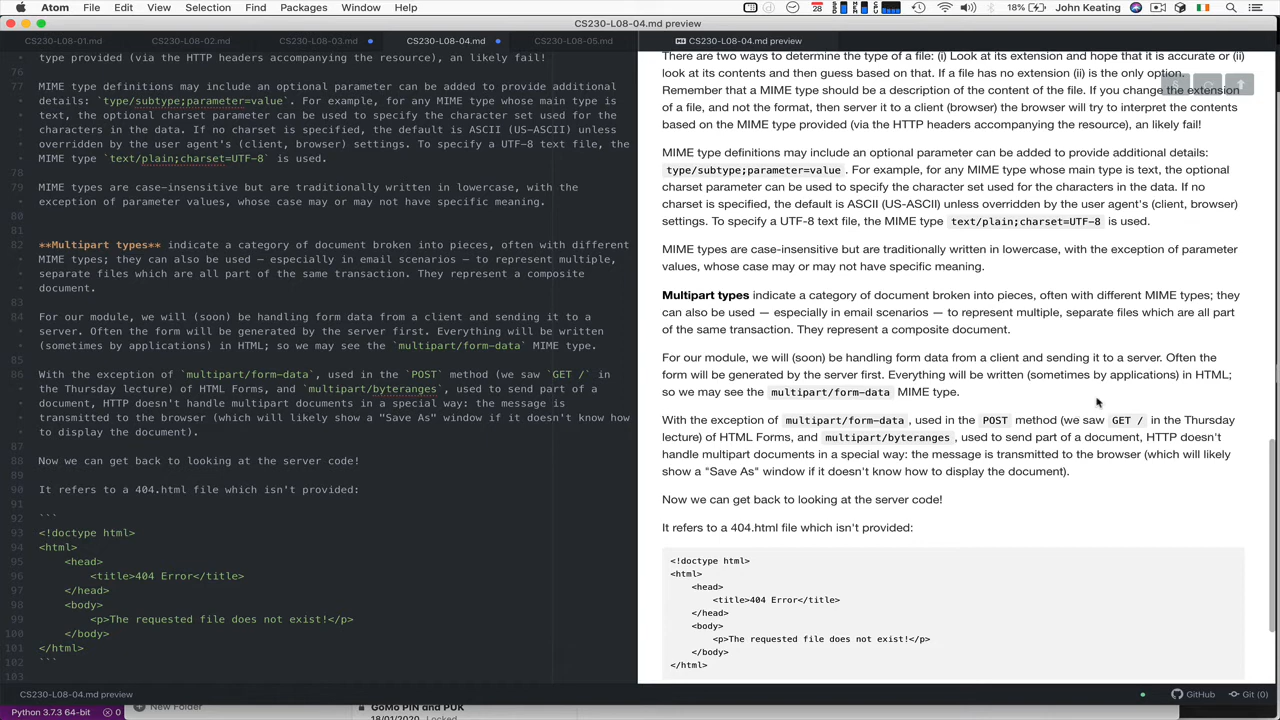 Atom File Edit View Selection Find Packages Window Help
28 18% John Keating
CS230-L08-04.md preview
CS230-L08-01.md CS230-L08-02.md CS230-L08-03.md CS230-L08-04.md CS230-L08-05.md
CS230-L08-04.md preview
type provided (via the HTTP headers accompanying the resource), an likely fail!
76
77 MIME type definitions may include an optional parameter can be added to provide additional
details: `type/subtype;parameter=value`. For example, for any MIME type whose main type is
text, the optional charset parameter can be used to specify the character set used for the
characters in the data. If no charset is specified, the default is ASCII (US-ASCII) unless
overridden by the user agent's (client, browser) settings. To specify a UTF-8 text file, the
MIME type `text/plain;charset=UTF-8` is used.
78
79 MIME types are case-insensitive but are traditionally written in lowercase, with the
exception of parameter values, whose case may or may not have specific meaning.
80
81
82 **Multipart types** indicate a category of document broken into pieces, often with different
MIME types; they can also be used — especially in email scenarios — to represent multiple,
separate files which are all part of the same transaction. They represent a composite
document.
83
84 For our module, we will (soon) be handling form data from a client and sending it to a
server. Often the form will be generated by the server first. Everything will be written
(sometimes by applications) in HTML; so we may see the `multipart/form-data` MIME type.
85
86 With the exception of `multipart/form-data`, used in the `POST` method (we saw `GET /` in
the Thursday lecture) of HTML Forms, and `multipart/byteranges`, used to send part of a
document, HTTP doesn't handle multipart documents in a special way: the message is
transmitted to the browser (which will likely show a "Save As" window if it doesn't know how
to display the document).
87
88 Now we can get back to looking at the server code!
89
90 It refers to a 404.html file which isn't provided:
91
92 ```
93 <!doctype html>
94 <html>
95 <head>
96 <title>404 Error</title>
97 </head>
98 <body>
99 <p>The requested file does not exist!</p>
100 </body>
101 </html>
102 ```
103
There are two ways to determine the type of a file: (i) Look at its extension and hope that it is accurate or (ii)
look at its contents and then guess based on that. If a file has no extension (ii) is the only option.
Remember that a MIME type should be a description of the content of the file. If you change the extension
of a file, and not the format, then server it to a client (browser) the browser will try to interpret the contents
based on the MIME type provided (via the HTTP headers accompanying the resource), an likely fail!
MIME type definitions may include an optional parameter can be added to provide additional details:
type/subtype;parameter=value . For example, for any MIME type whose main type is text, the optional
charset parameter can be used to specify the character set used for the characters in the data. If no
charset is specified, the default is ASCII (US-ASCII) unless overridden by the user agent's (client, browser)
settings. To specify a UTF-8 text file, the MIME type text/plain;charset=UTF-8 is used.
MIME types are case-insensitive but are traditionally written in lowercase, with the exception of parameter
values, whose case may or may not have specific meaning.
Multipart types indicate a category of document broken into pieces, often with different MIME types; they
can also be used — especially in email scenarios — to represent multiple, separate files which are all part
of the same transaction. They represent a composite document.
For our module, we will (soon) be handling form data from a client and sending it to a server. Often the
form will be generated by the server first. Everything will be written (sometimes by applications) in HTML;
so we may see the multipart/form-data MIME type.
With the exception of multipart/form-data , used in the POST method (we saw GET / in the Thursday
lecture) of HTML Forms, and multipart/byteranges , used to send part of a document, HTTP doesn't
handle multipart documents in a special way: the message is transmitted to the browser (which will likely
show a "Save As" window if it doesn't know how to display the document).
Now we can get back to looking at the server code!
It refers to a 404.html file which isn't provided:
<!doctype html>
<html>
<head>
<title>404 Error</title>
</head>
<body>
<p>The requested file does not exist!</p>
</body>
</html>
CS230-L08-04.md preview GitHub Git (0)
Python 3.7.3 64-bit 0 New Folder GoMo PIN and PUK
18/01/2020 Locked